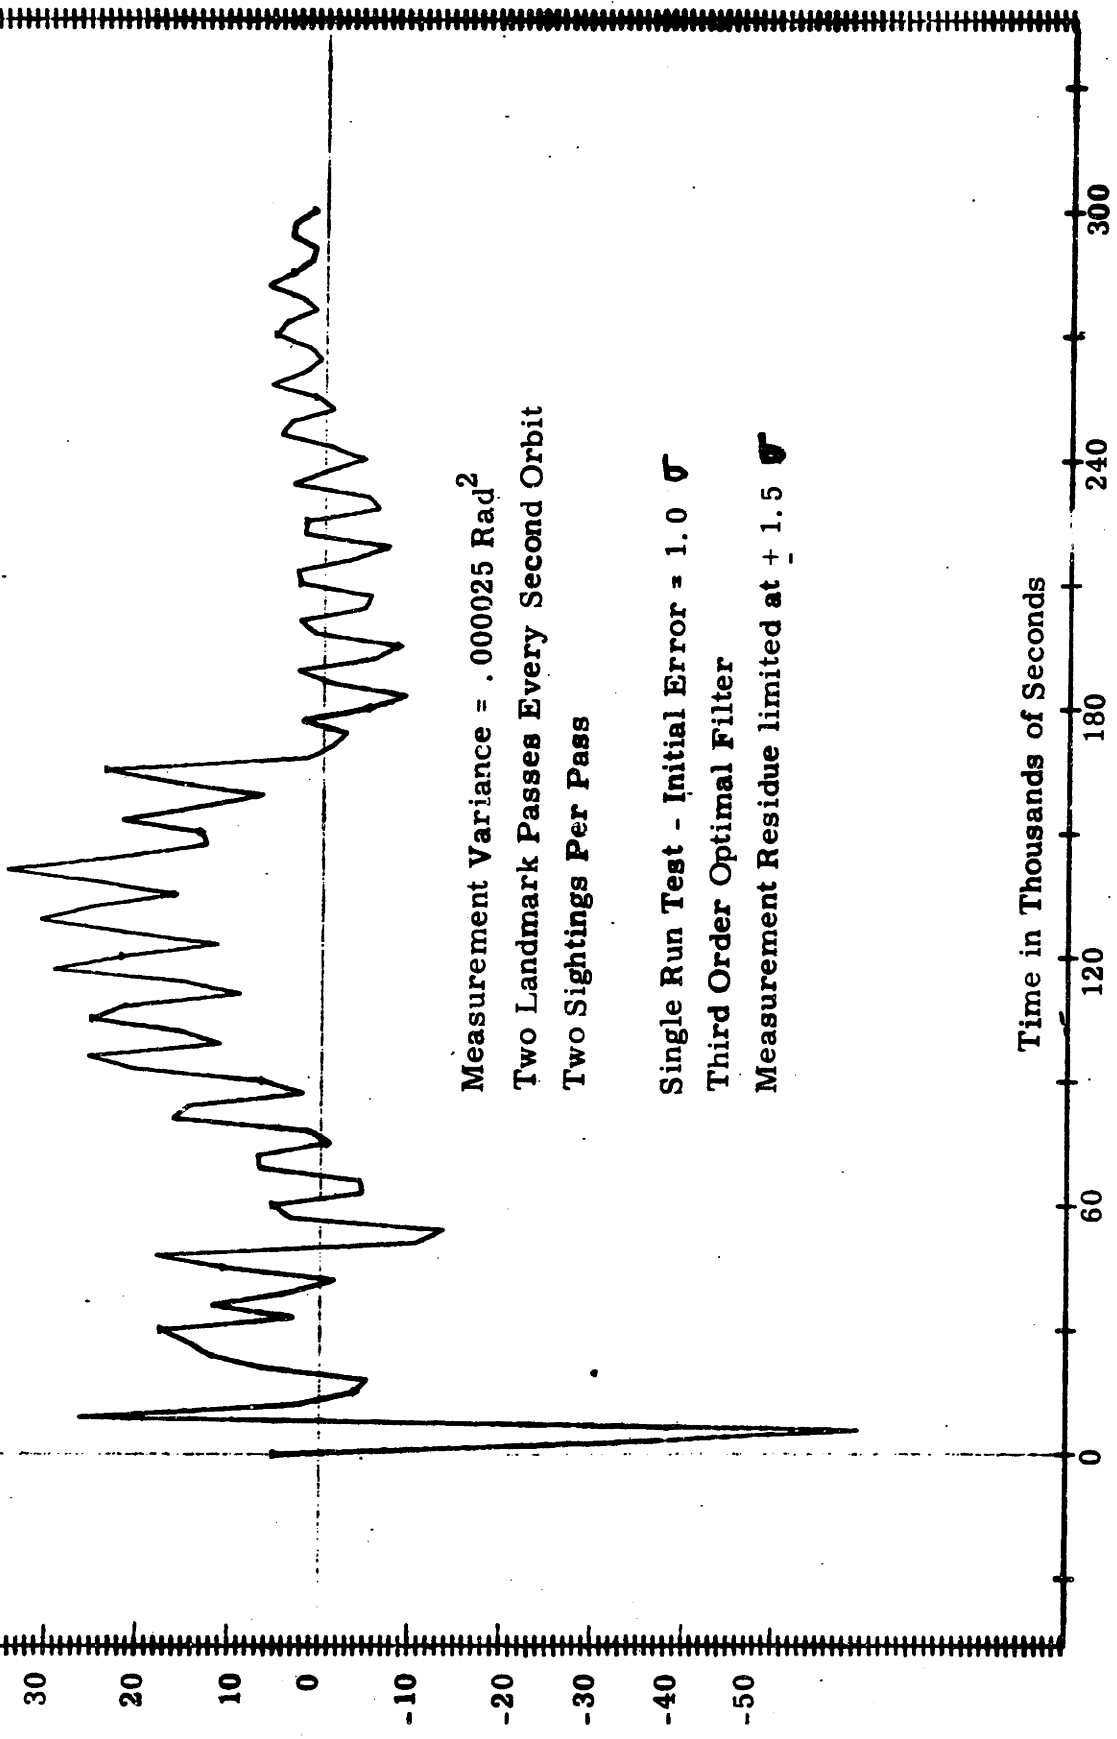 30
20
10
0
-10
-20
-30
-40
-50
Measurement Variance = .000025 Rad²
Two Landmark Passes Every Second Orbit
Two Sightings Per Pass
Single Run Test - Initial Error = 1.0 σ
Third Order Optimal Filter
Measurement Residue limited at ± 1.5 σ
0 60 120 180 240 300
Time in Thousands of Seconds